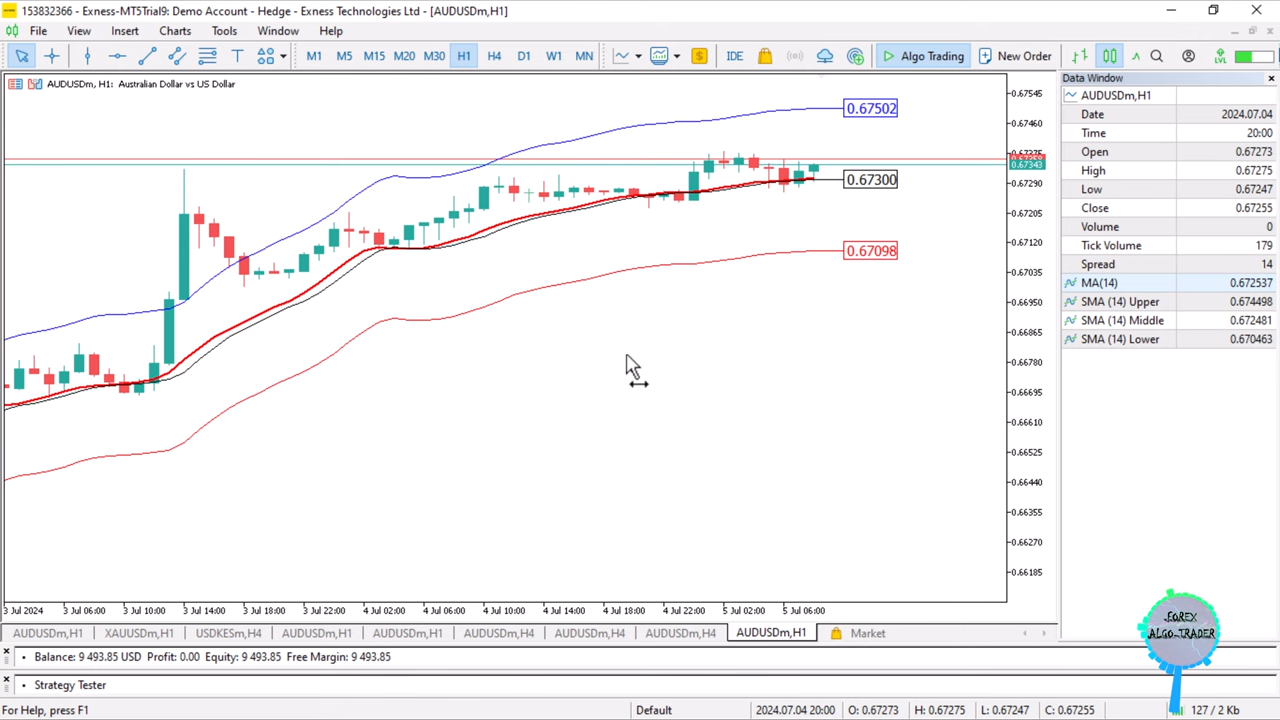 153832366 - Exness-MT5Trial9: Demo Account - Hedge - Exness Technologies Ltd - [AUDUSDm,H1]
File View Insert Charts Tools Window Help
M1 M5 M15 M20 M30 H1 H4 D1 W1 MN IDE Algo Trading New Order LVL
AUDUSDm, H1: Australian Dollar vs US Dollar
0.67502
0.67300
0.67098
0.67545
0.67460
0.67275
0.67343
0.67290
0.67205
0.67120
0.67035
0.66950
0.66865
0.66780
0.66695
0.66610
0.66525
0.66440
0.66355
0.66270
0.66185
3 Jul 2024 3 Jul 06:00 3 Jul 10:00 3 Jul 14:00 3 Jul 18:00 3 Jul 22:00 4 Jul 02:00 4 Jul 06:00 4 Jul 10:00 4 Jul 14:00 4 Jul 18:00 4 Jul 22:00 5 Jul 02:00 5 Jul 06:00
Data Window
AUDUSDm,H1
Date 2024.07.04
Time 20:00
Open 0.67273
High 0.67275
Low 0.67247
Close 0.67255
Volume 0
Tick Volume 179
Spread 14
MA(14) 0.672537
SMA (14) Upper 0.674498
SMA (14) Middle 0.672481
SMA (14) Lower 0.670463
FOREX
ALGO-TRADER
AUDUSDm,H1 XAUUSDm,H1 USDKESm,H4 AUDUSDm,H1 AUDUSDm,H1 AUDUSDm,H4 AUDUSDm,H4 AUDUSDm,H4 AUDUSDm,H1 Market
Balance: 9 493.85 USD Profit: 0.00 Equity: 9 493.85 Free Margin: 9 493.85
Strategy Tester
For Help, press F1 Default 2024.07.04 20:00 O: 0.67273 H: 0.67275 L: 0.67247 C: 0.67255 127 / 2 Kb